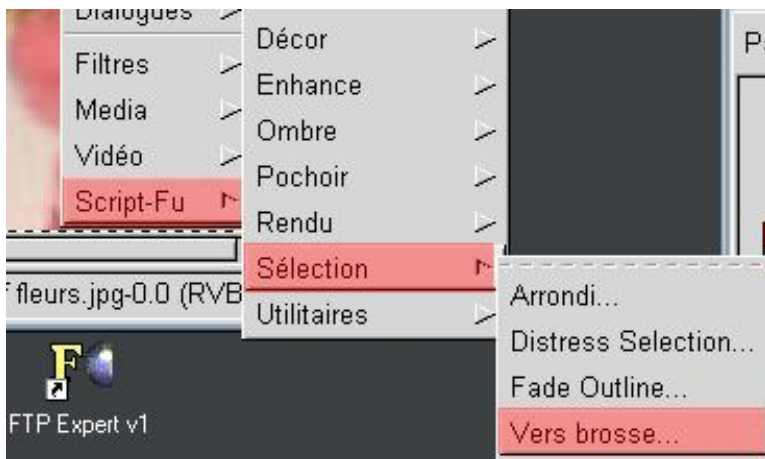 Dialogues
Filtres
Media
Vidéo
Script-Fu
Décor
Enhance
Ombre
Pochoir
Rendu
Sélection
Utilitaires
Arrondi...
Distress Selection...
Fade Outline...
Vers brosse...
fleurs.jpg-0.0 (RVB
FTP Expert v1